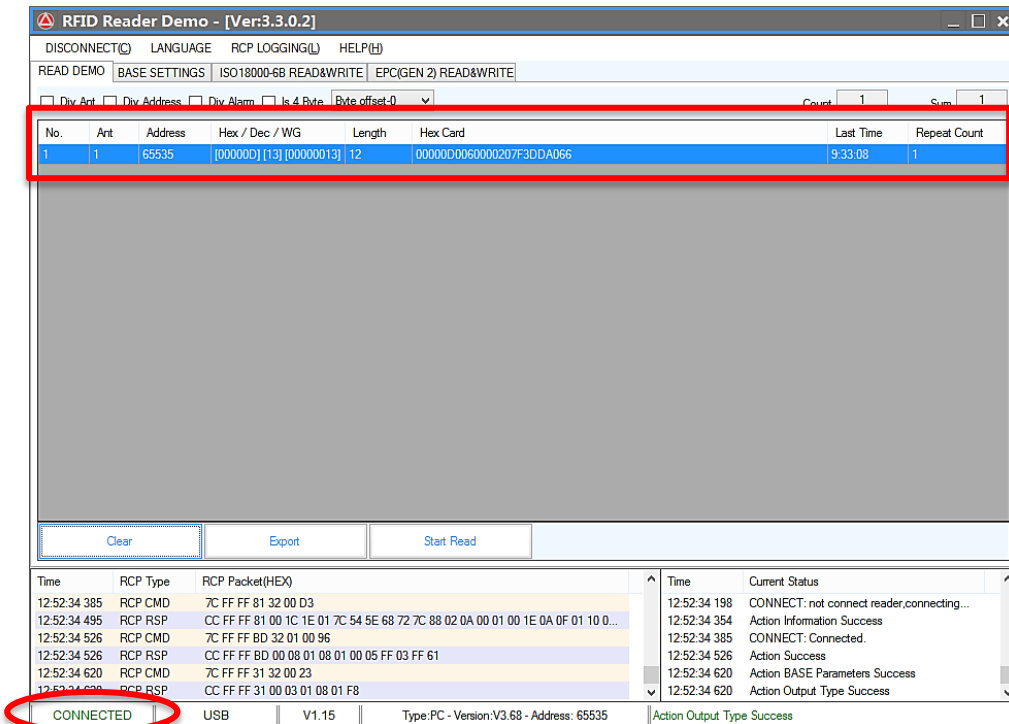 RFID Reader Demo - [Ver:3.3.0.2]
DISCONNECT(C) LANGUAGE RCP LOGGING(L) HELP(H)
READ DEMO BASE SETTINGS ISO18000-6B READ&WRITE EPC(GEN 2) READ&WRITE
Div Ant Div Address Div Alarm Is 4 Byte Byte offset-0 Count 1 Sum 1
No. Ant Address Hex / Dec / WG Length Hex Card Last Time Repeat Count
1 1 65535 [00000D] [13] [00000013] 12 00000D0060000207F3DDA066 9:33:08 1
Clear Export Start Read
Time RCP Type RCP Packet(HEX) Time Current Status
12:52:34 385 RCP CMD 7C FF FF 81 32 00 D3 12:52:34 198 CONNECT: not connect reader,connecting...
12:52:34 495 RCP RSP CC FF FF 81 00 1C 1E 01 7C 54 5E 68 72 7C 88 02 0A 00 01 00 1E 0A 0F 01 10 0... 12:52:34 354 Action Information Success
12:52:34 526 RCP CMD 7C FF FF BD 32 01 00 96 12:52:34 385 CONNECT: Connected.
12:52:34 526 RCP RSP CC FF FF BD 00 08 01 08 01 00 05 FF 03 FF 61 12:52:34 526 Action Success
12:52:34 620 RCP CMD 7C FF FF 31 32 00 23 12:52:34 620 Action BASE Parameters Success
RCP RSP CC FF FF 31 00 03 01 08 01 F8 12:52:34 620 Action Output Type Success
CONNECTED USB V1.15 Type:PC - Version:V3.68 - Address: 65535 Action Output Type Success